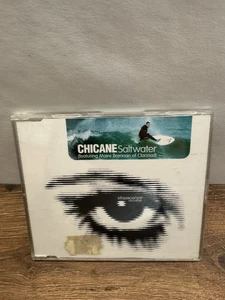 CHICANE Saltwater
(featuring Maire Brennan of Clannad)